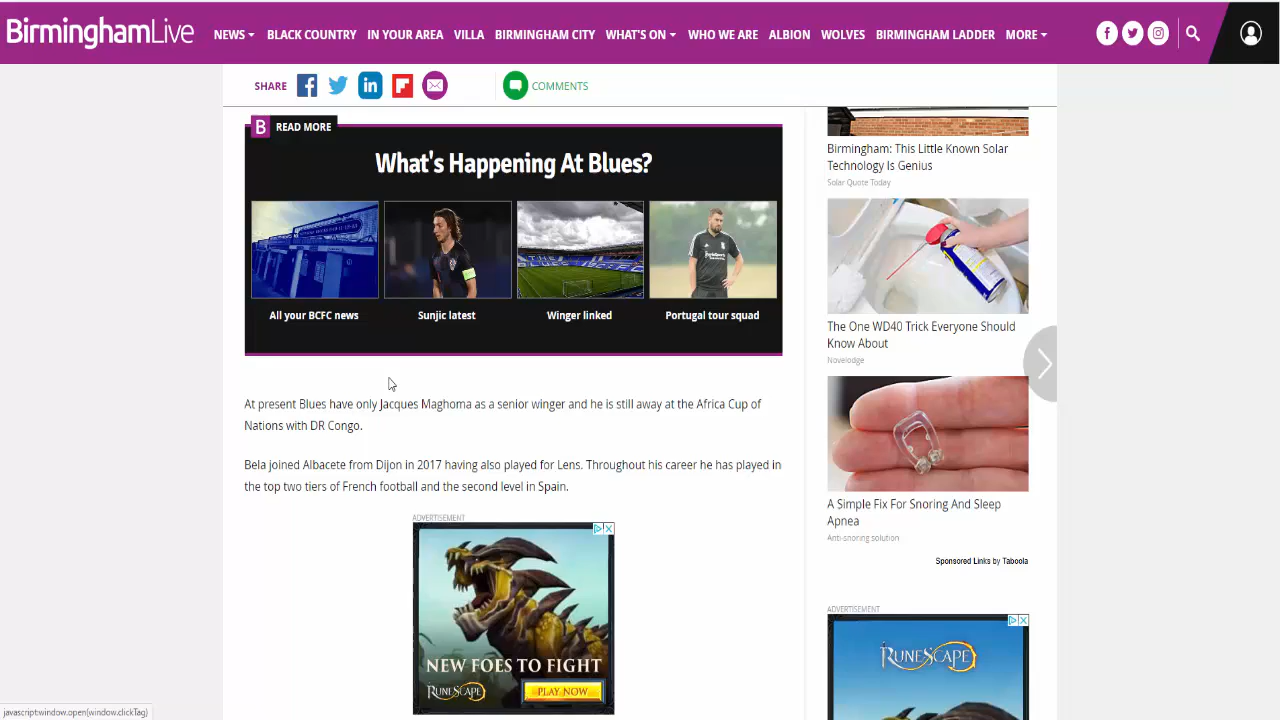 BirminghamLive
NEWS BLACK COUNTRY IN YOUR AREA VILLA BIRMINGHAM CITY WHAT'S ON WHO WE ARE ALBION WOLVES BIRMINGHAM LADDER MORE
SHARE
COMMENTS
B READ MORE
What's Happening At Blues?
All your BCFC news
Sunjic latest
Winger linked
Portugal tour squad
At present Blues have only Jacques Maghoma as a senior winger and he is still away at the Africa Cup of
Nations with DR Congo.
Bela joined Albacete from Dijon in 2017 having also played for Lens. Throughout his career he has played in
the top two tiers of French football and the second level in Spain.
ADVERTISEMENT
NEW FOES TO FIGHT
RUNESCAPE
PLAY NOW
Birmingham: This Little Known Solar
Technology Is Genius
Solar Quote Today
The One WD40 Trick Everyone Should
Know About
Novelodge
A Simple Fix For Snoring And Sleep
Apnea
Anti-snoring solution
Sponsored Links by Taboola
ADVERTISEMENT
RUNESCAPE
javascript:window.open(window.clickTag)